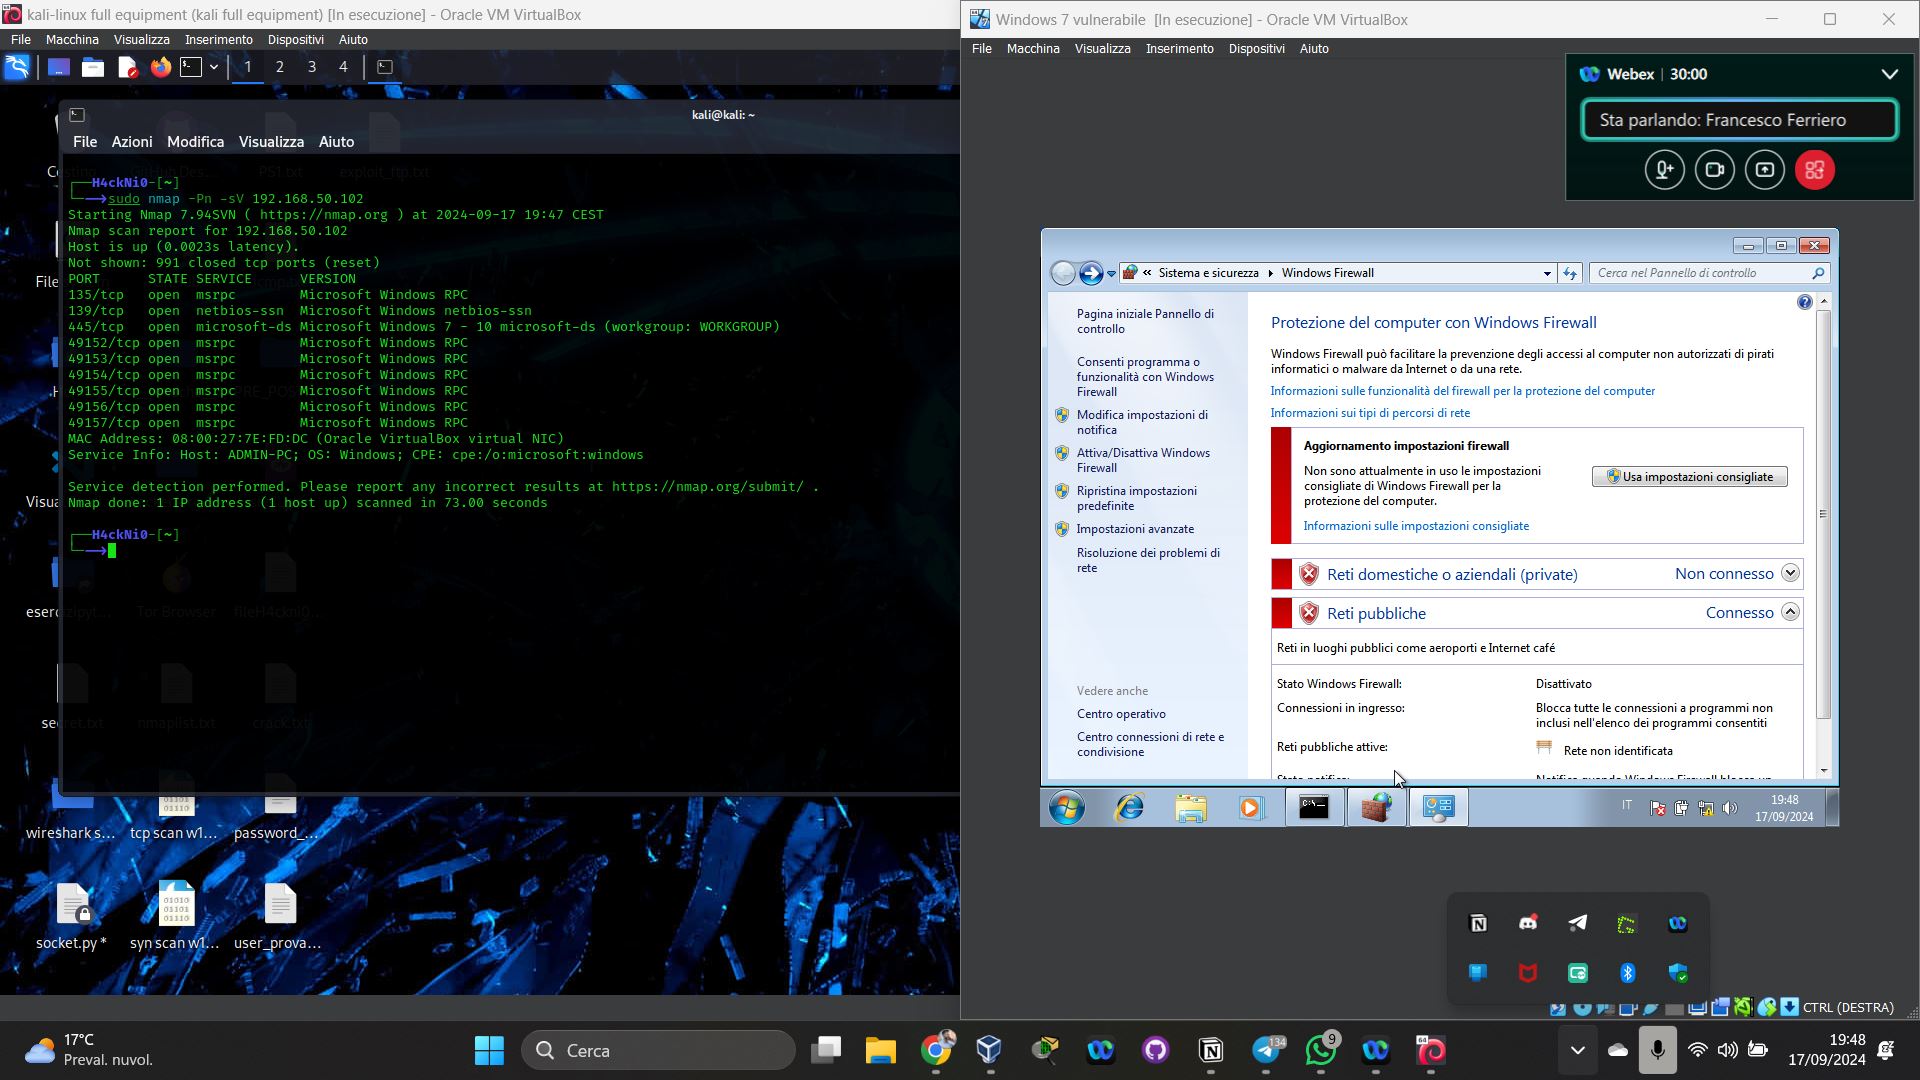 kali-linux full equipment (kali full equipment) [In esecuzione] - Oracle VM VirtualBox
File Macchina Visualizza Inserimento Dispositivi Aiuto
1 2 3 4
kali@kali: ~
File Azioni Modifica Visualizza Aiuto
PS1.txt exploit_ftp.txt
H4ckNi0-[~]
sudo nmap -Pn -sV 192.168.50.102
Starting Nmap 7.94SVN ( https://nmap.org ) at 2024-09-17 19:47 CEST
Nmap scan report for 192.168.50.102
Host is up (0.0023s latency).
Not shown: 991 closed tcp ports (reset)
PORT STATE SERVICE VERSION
135/tcp open msrpc Microsoft Windows RPC
139/tcp open netbios-ssn Microsoft Windows netbios-ssn
445/tcp open microsoft-ds Microsoft Windows 7 - 10 microsoft-ds (workgroup: WORKGROUP)
49152/tcp open msrpc Microsoft Windows RPC
49153/tcp open msrpc Microsoft Windows RPC
49154/tcp open msrpc Microsoft Windows RPC
49155/tcp open msrpc Microsoft Windows RPC
49156/tcp open msrpc Microsoft Windows RPC
49157/tcp open msrpc Microsoft Windows RPC
MAC Address: 08:00:27:7E:FD:DC (Oracle VirtualBox virtual NIC)
Service Info: Host: ADMIN-PC; OS: Windows; CPE: cpe:/o:microsoft:windows
Service detection performed. Please report any incorrect results at https://nmap.org/submit/ .
Nmap done: 1 IP address (1 host up) scanned in 73.00 seconds
H4ckNi0-[~]
File
Visua
esercizipyt... Tor Browser fileH4ckni0...
secret.txt nmaplist.txt crack.txt
wireshark s... tcp scan w1... password_...
socket.py * syn scan w1... user_prova...
Windows 7 vulnerabile [In esecuzione] - Oracle VM VirtualBox
File Macchina Visualizza Inserimento Dispositivi Aiuto
Webex | 30:00
Sta parlando: Francesco Ferriero
« Sistema e sicurezza Windows Firewall
Cerca nel Pannello di controllo
Pagina iniziale Pannello di
controllo
Consenti programma o
funzionalità con Windows
Firewall
Modifica impostazioni di
notifica
Attiva/Disattiva Windows
Firewall
Ripristina impostazioni
predefinite
Impostazioni avanzate
Risoluzione dei problemi di
rete
Vedere anche
Centro operativo
Centro connessioni di rete e
condivisione
Protezione del computer con Windows Firewall
Windows Firewall può facilitare la prevenzione degli accessi al computer non autorizzati di pirati
informatici o malware da Internet o da una rete.
Informazioni sulle funzionalità del firewall per la protezione del computer
Informazioni sui tipi di percorsi di rete
Aggiornamento impostazioni firewall
Non sono attualmente in uso le impostazioni
consigliate di Windows Firewall per la
protezione del computer.
Usa impostazioni consigliate
Informazioni sulle impostazioni consigliate
Reti domestiche o aziendali (private) Non connesso
Reti pubbliche Connesso
Reti in luoghi pubblici come aeroporti e Internet café
Stato Windows Firewall: Disattivato
Connessioni in ingresso: Blocca tutte le connessioni a programmi non
inclusi nell'elenco dei programmi consentiti
Reti pubbliche attive: Rete non identificata
IT
19:48
17/09/2024
CTRL (DESTRA)
17°C
Preval. nuvol.
Cerca
134
9
19:48
17/09/2024